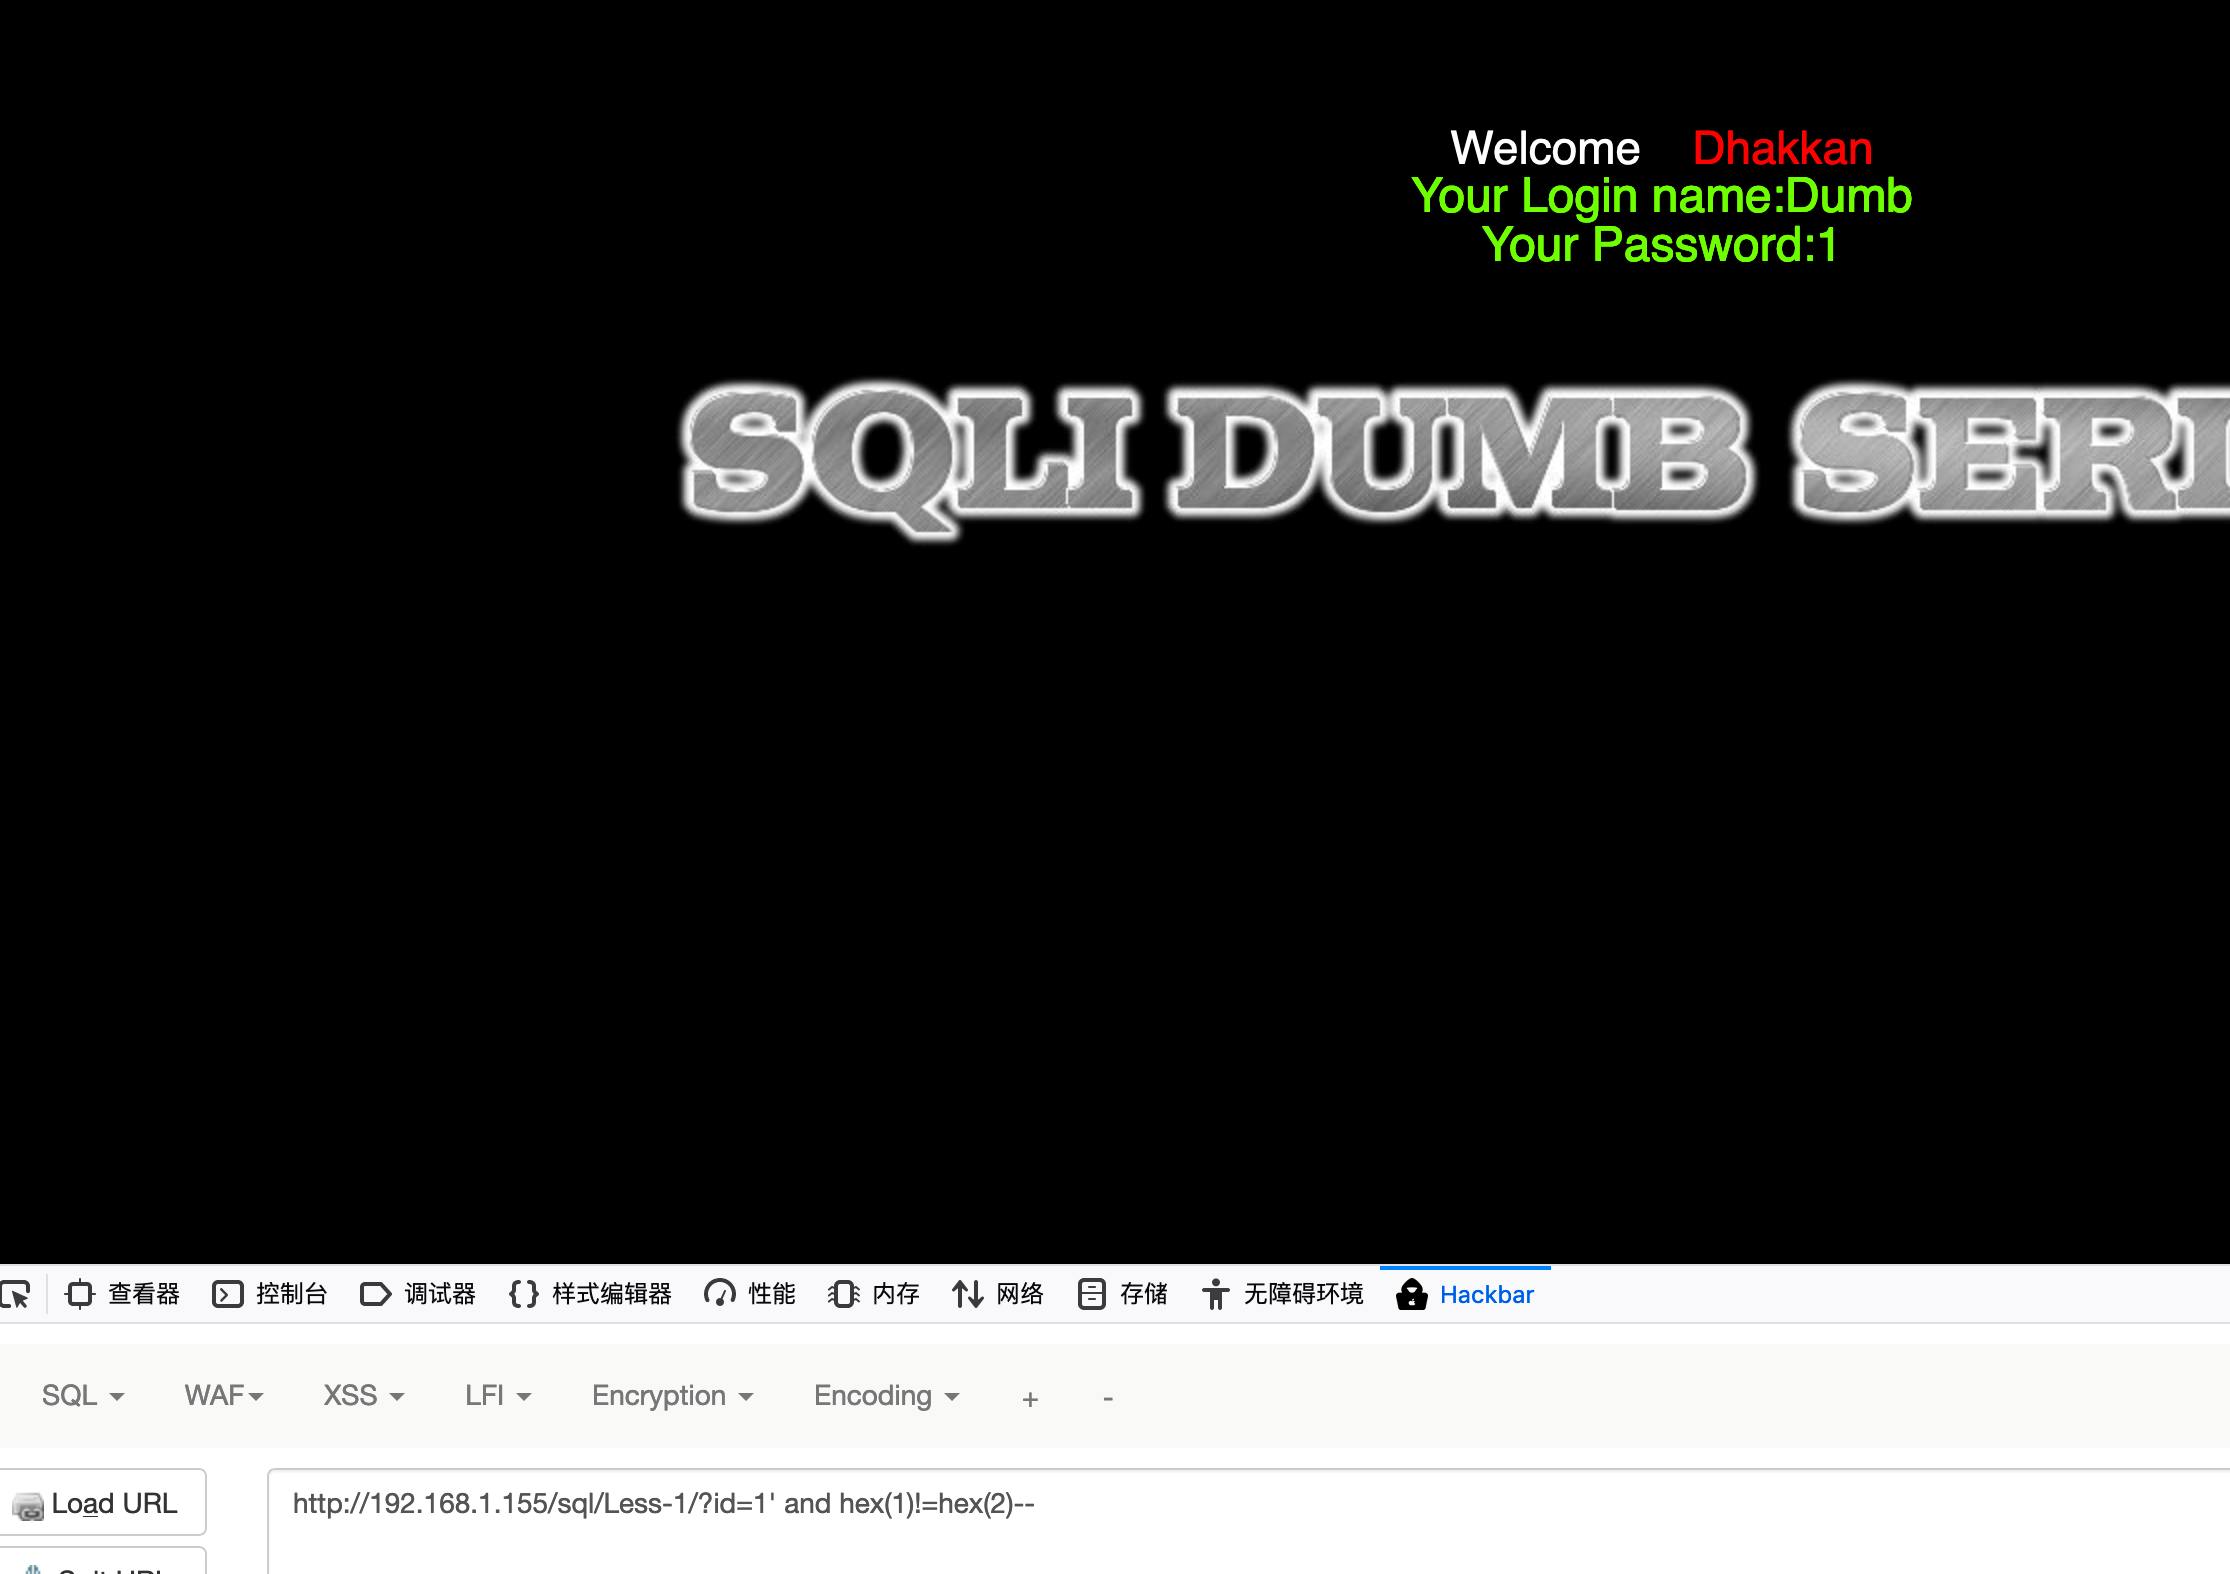 Welcome Dhakkan
Your Login name:Dumb
Your Password:1
SQLI DUMB SERI
查看器 控制台 调试器 样式编辑器 性能 内存 网络 存储 无障碍环境 Hackbar
SQL WAF XSS LFI Encryption Encoding + -
Load URL
http://192.168.1.155/sql/Less-1/?id=1' and hex(1)!=hex(2)--